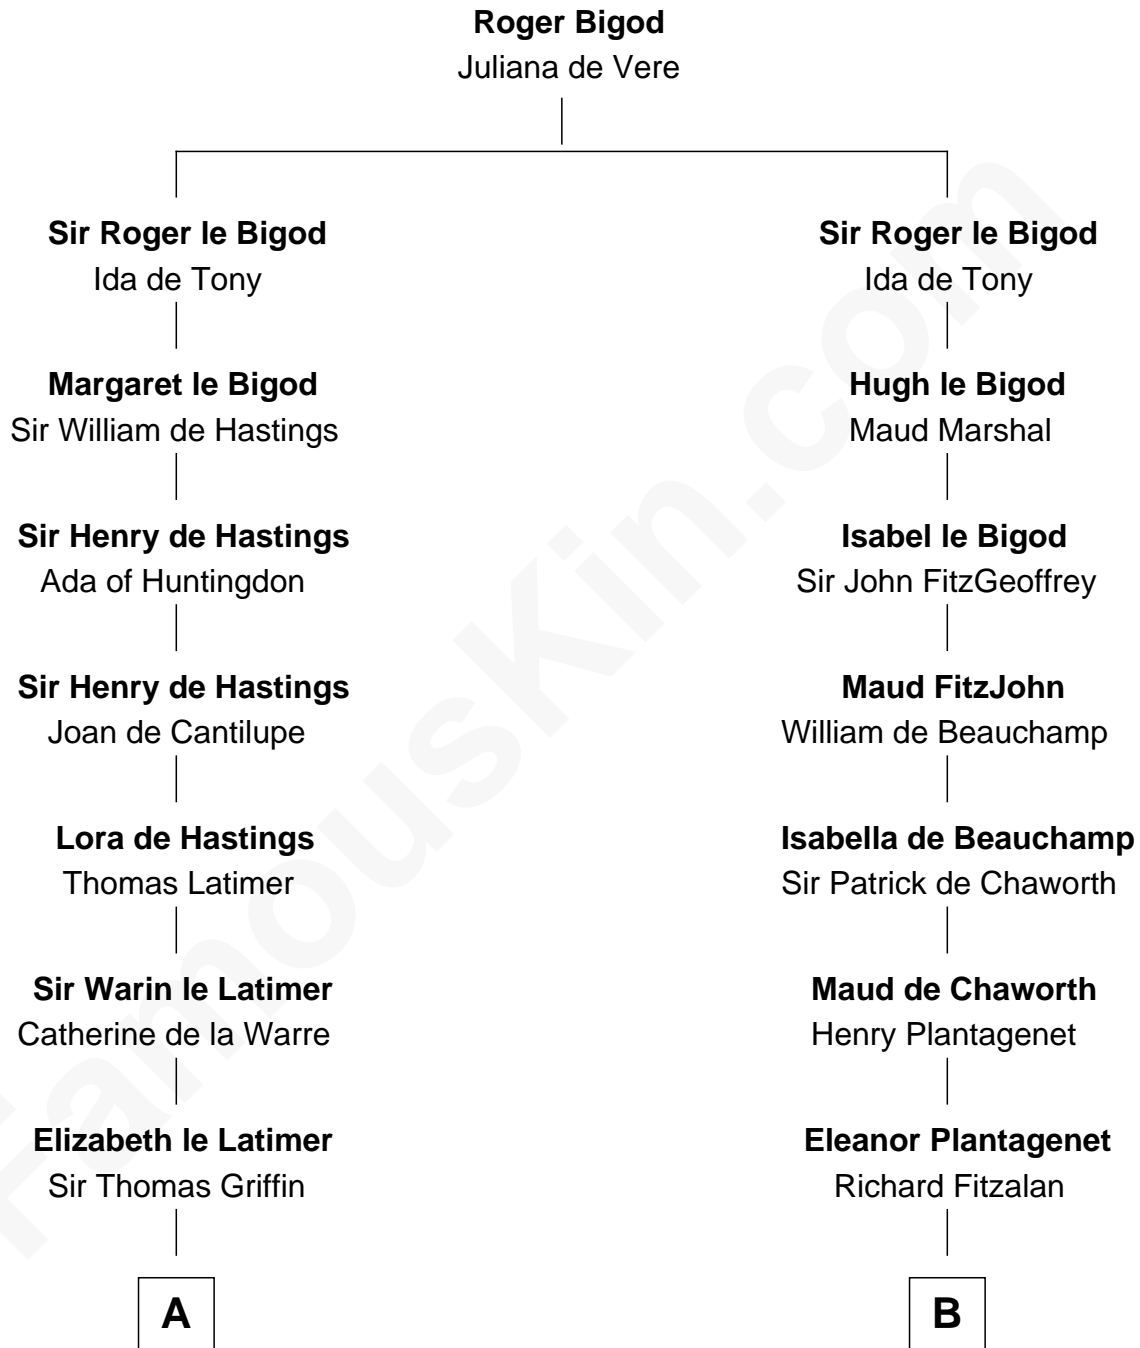 Roger Bigod
Juliana de Vere
Sir Roger le Bigod
Ida de Tony
Margaret le Bigod
Sir William de Hastings
Sir Henry de Hastings
Ada of Huntingdon
Sir Henry de Hastings
Joan de Cantilupe
Lora de Hastings
Thomas Latimer
Sir Warin le Latimer
Catherine de la Warre
Elizabeth le Latimer
Sir Thomas Griffin
A
Sir Roger le Bigod
Ida de Tony
Hugh le Bigod
Maud Marshal
Isabel le Bigod
Sir John FitzGeoffrey
Maud FitzJohn
William de Beauchamp
Isabella de Beauchamp
Sir Patrick de Chaworth
Maud de Chaworth
Henry Plantagenet
Eleanor Plantagenet
Richard Fitzalan
B
FamousKin.com